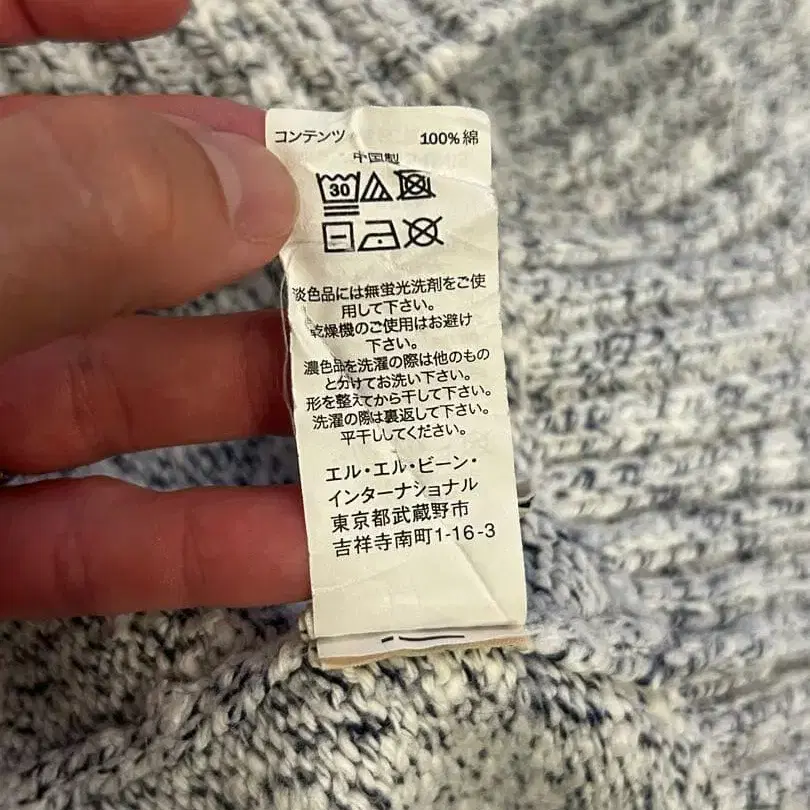 コンテンツ 100% 綿
中国製
30
淡色品には無蛍光洗剤をご使
用して下さい。
乾燥機のご使用はお避け
下さい。
濃色品を洗濯の際は他のもの
と分けてお洗い下さい。
形を整えてから干して下さい。
洗濯の際は裏返して下さい。
平干ししてください。
エル・エル・ビーン・
インターナショナル
東京都武蔵野市
吉祥寺南町1-16-3